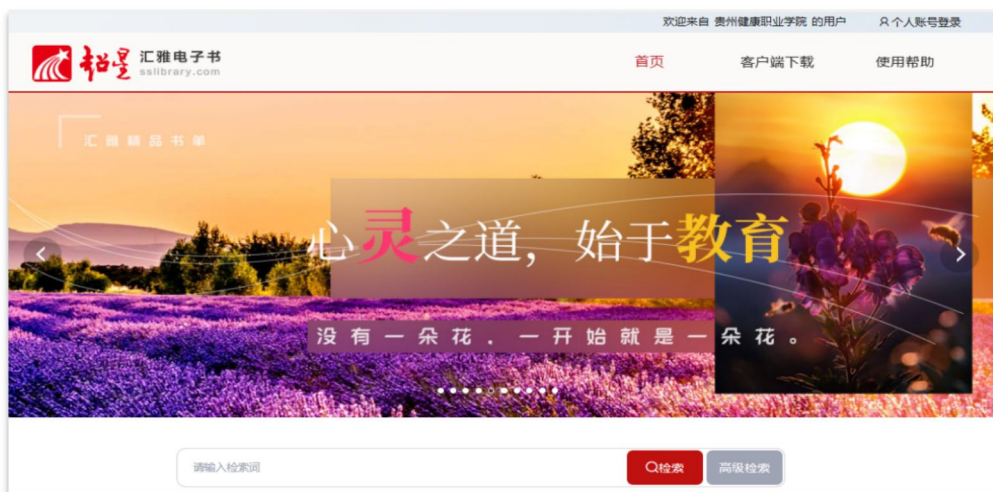 欢迎来自 贵州健康职业学院 的用户 个人账号登录
超星 汇雅电子书
sslibrary.com
首页 客户端下载 使用帮助
汇雅精品书单
心灵之道，始于教育
没有一朵花．一开始就是一朵花。
请输入检索词 检索 高级检索